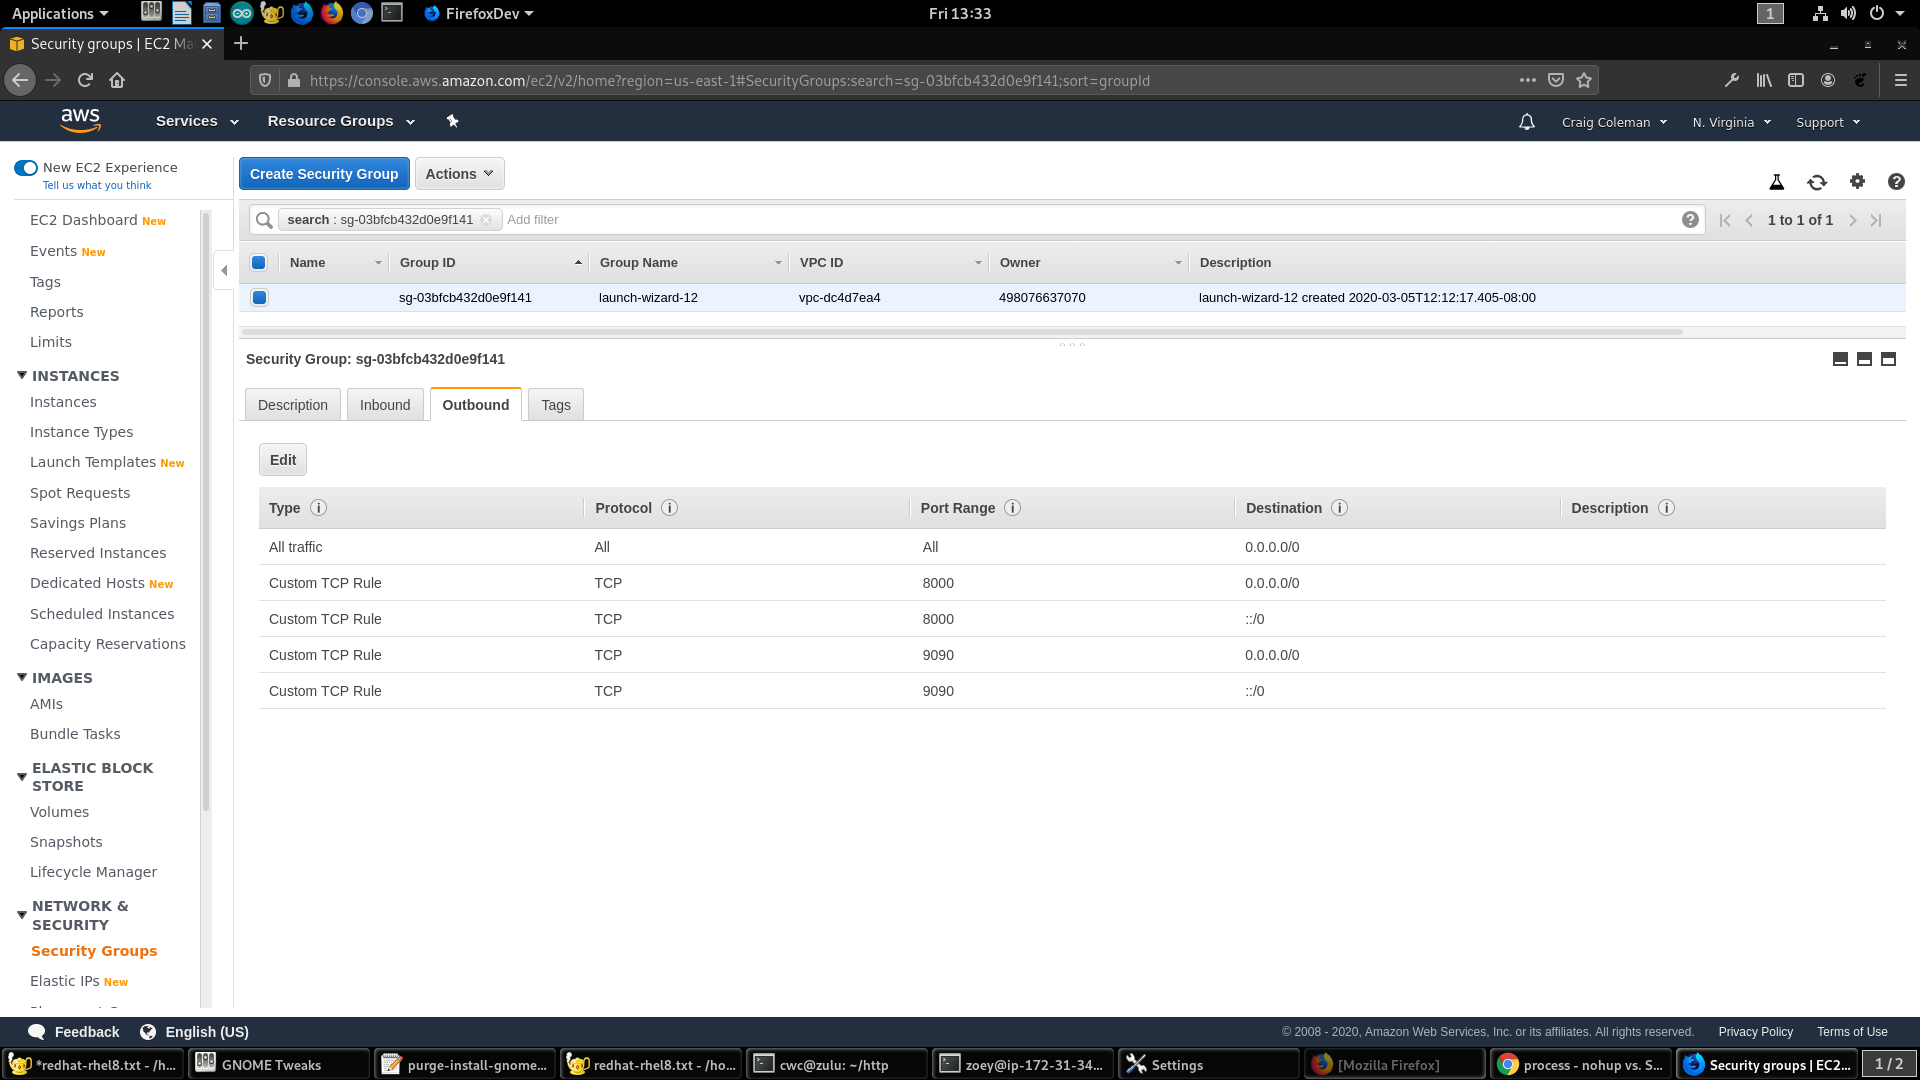 Applications
FirefoxDev
Fri 13:33
1
Security groups | EC2 Ma
https://console.aws.amazon.com/ec2/v2/home?region=us-east-1#SecurityGroups:search=sg-03bfcb432d0e9f141;sort=groupId
aws
Services
Resource Groups
Craig Coleman
N. Virginia
Support
New EC2 Experience
Tell us what you think
EC2 Dashboard New
Events New
Tags
Reports
Limits
INSTANCES
Instances
Instance Types
Launch Templates New
Spot Requests
Savings Plans
Reserved Instances
Dedicated Hosts New
Scheduled Instances
Capacity Reservations
IMAGES
AMIs
Bundle Tasks
ELASTIC BLOCK
STORE
Volumes
Snapshots
Lifecycle Manager
NETWORK &
SECURITY
Security Groups
Elastic IPs New
Create Security Group
Actions
search : sg-03bfcb432d0e9f141
Add filter
1 to 1 of 1
Name Group ID Group Name VPC ID Owner Description
sg-03bfcb432d0e9f141 launch-wizard-12 vpc-dc4d7ea4 498076637070 launch-wizard-12 created 2020-03-05T12:12:17.405-08:00
Security Group: sg-03bfcb432d0e9f141
Description Inbound Outbound Tags
Edit
Type Protocol Port Range Destination Description
All traffic All All 0.0.0.0/0
Custom TCP Rule TCP 8000 0.0.0.0/0
Custom TCP Rule TCP 8000 ::/0
Custom TCP Rule TCP 9090 0.0.0.0/0
Custom TCP Rule TCP 9090 ::/0
Feedback
English (US)
© 2008 - 2020, Amazon Web Services, Inc. or its affiliates. All rights reserved.
Privacy Policy
Terms of Use
*redhat-rhel8.txt - /h...
GNOME Tweaks
purge-install-gnome...
redhat-rhel8.txt - /ho...
cwc@zulu: ~/http
zoey@ip-172-31-34...
Settings
[Mozilla Firefox]
process - nohup vs. S...
Security groups | EC2...
1 / 2